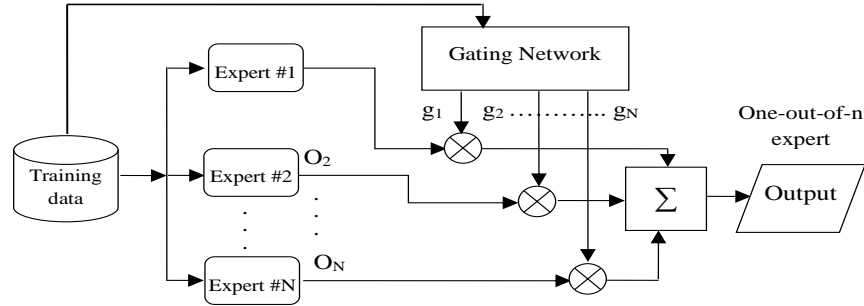 Gating Network
Expert #1
g1 g2 ............ gN
One-out-of-n
expert
O2
Training
data
Expert #2
Σ
Output
ON
Expert #N